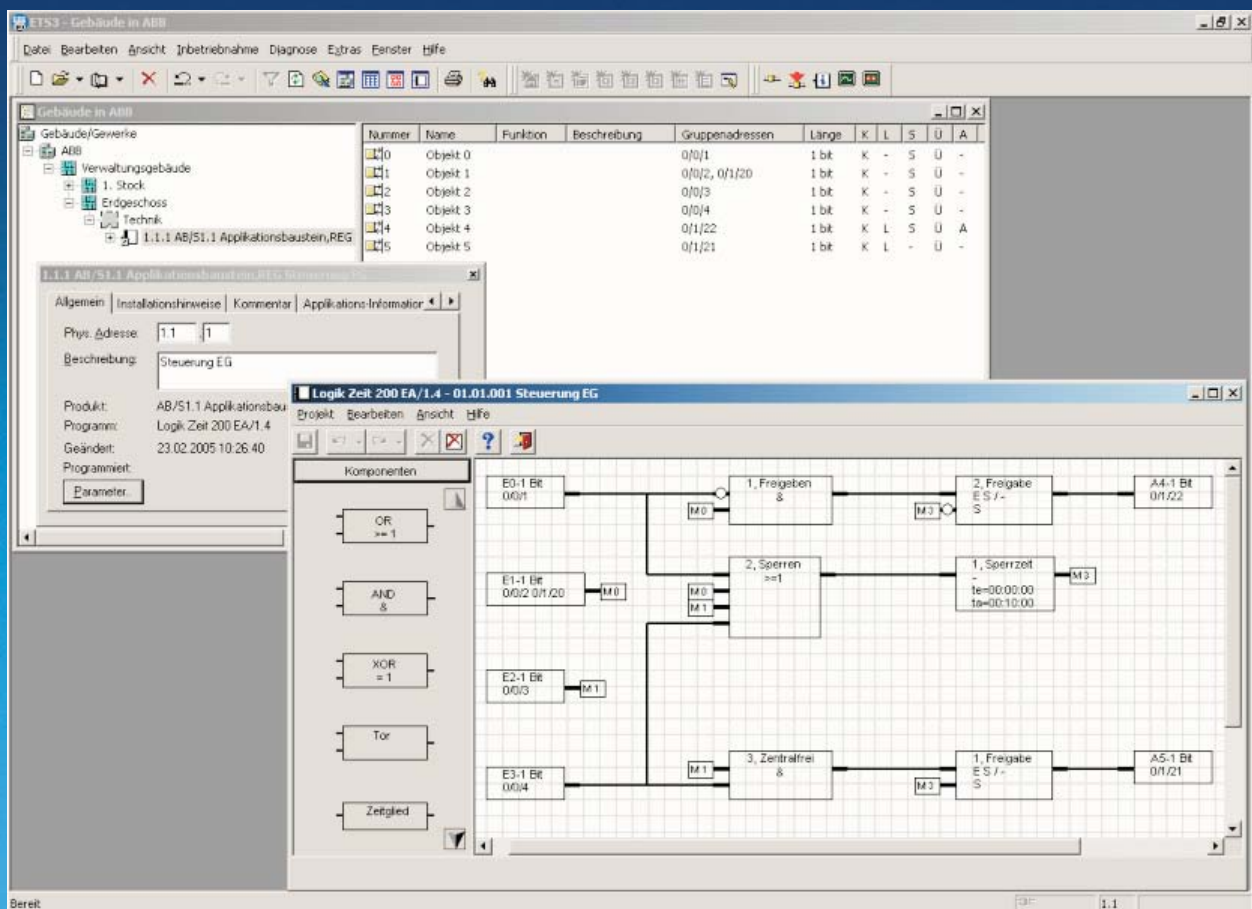 ETS3 - Gebäude in ABB
Datei Bearbeiten Ansicht Inbetriebnahme Diagnose Extras Fenster Hilfe
Gebäude in ABB
Gebäude/Gewerke
ABB
Verwaltungsgebäude
1. Stock
Erdgeschoss
Technik
1.1.1 AB/S1.1 Applikationsbaustein,REG
Nummer Name Funktion Beschreibung Gruppenadressen Länge K L S Ü A
0 Objekt 0 0/0/1 1 bit K - S Ü -
1 Objekt 1 0/0/2, 0/1/20 1 bit K - S Ü -
2 Objekt 2 0/0/3 1 bit K - S Ü -
3 Objekt 3 0/0/4 1 bit K - S Ü -
4 Objekt 4 0/1/22 1 bit K L S Ü A
5 Objekt 5 0/1/21 1 bit K L - Ü -
1.1.1 AB/S1.1 Applikationsbaustein,REG Steuerung EG
Allgemein Installationshinweise Kommentar Applikations-Informatior
Phys. Adresse: 1.1 .1
Beschreibung: Steuerung EG
Produkt: AB/S1.1 Applikationsbau
Programm: Logik Zeit 200 EA/1.4
Geändert: 23.02.2005 10:26:40
Programmiert:
Parameter...
Logik Zeit 200 EA/1.4 - 01.01.001 Steuerung EG
Projekt Bearbeiten Ansicht Hilfe
Komponenten
OR
>= 1
AND
&
XOR
= 1
Tor
Zeitglied
E0-1 Bit
0/0/1
M 0
1, Freigeben
&
M 3
2, Freigabe
E S / -
S
A4-1 Bit
0/1/22
E1-1 Bit
0/0/2 0/1/20
M 0
M 0
M 1
2, Sperren
>=1
1, Sperrzeit
-
te=00:00:00
ta=00:10:00
M 3
E2-1 Bit
0/0/3
M 1
E3-1 Bit
0/0/4
M 1
3, Zentralfrei
&
M 3
1, Freigabe
E S / -
S
A5-1 Bit
0/1/21
Bereit 1.1